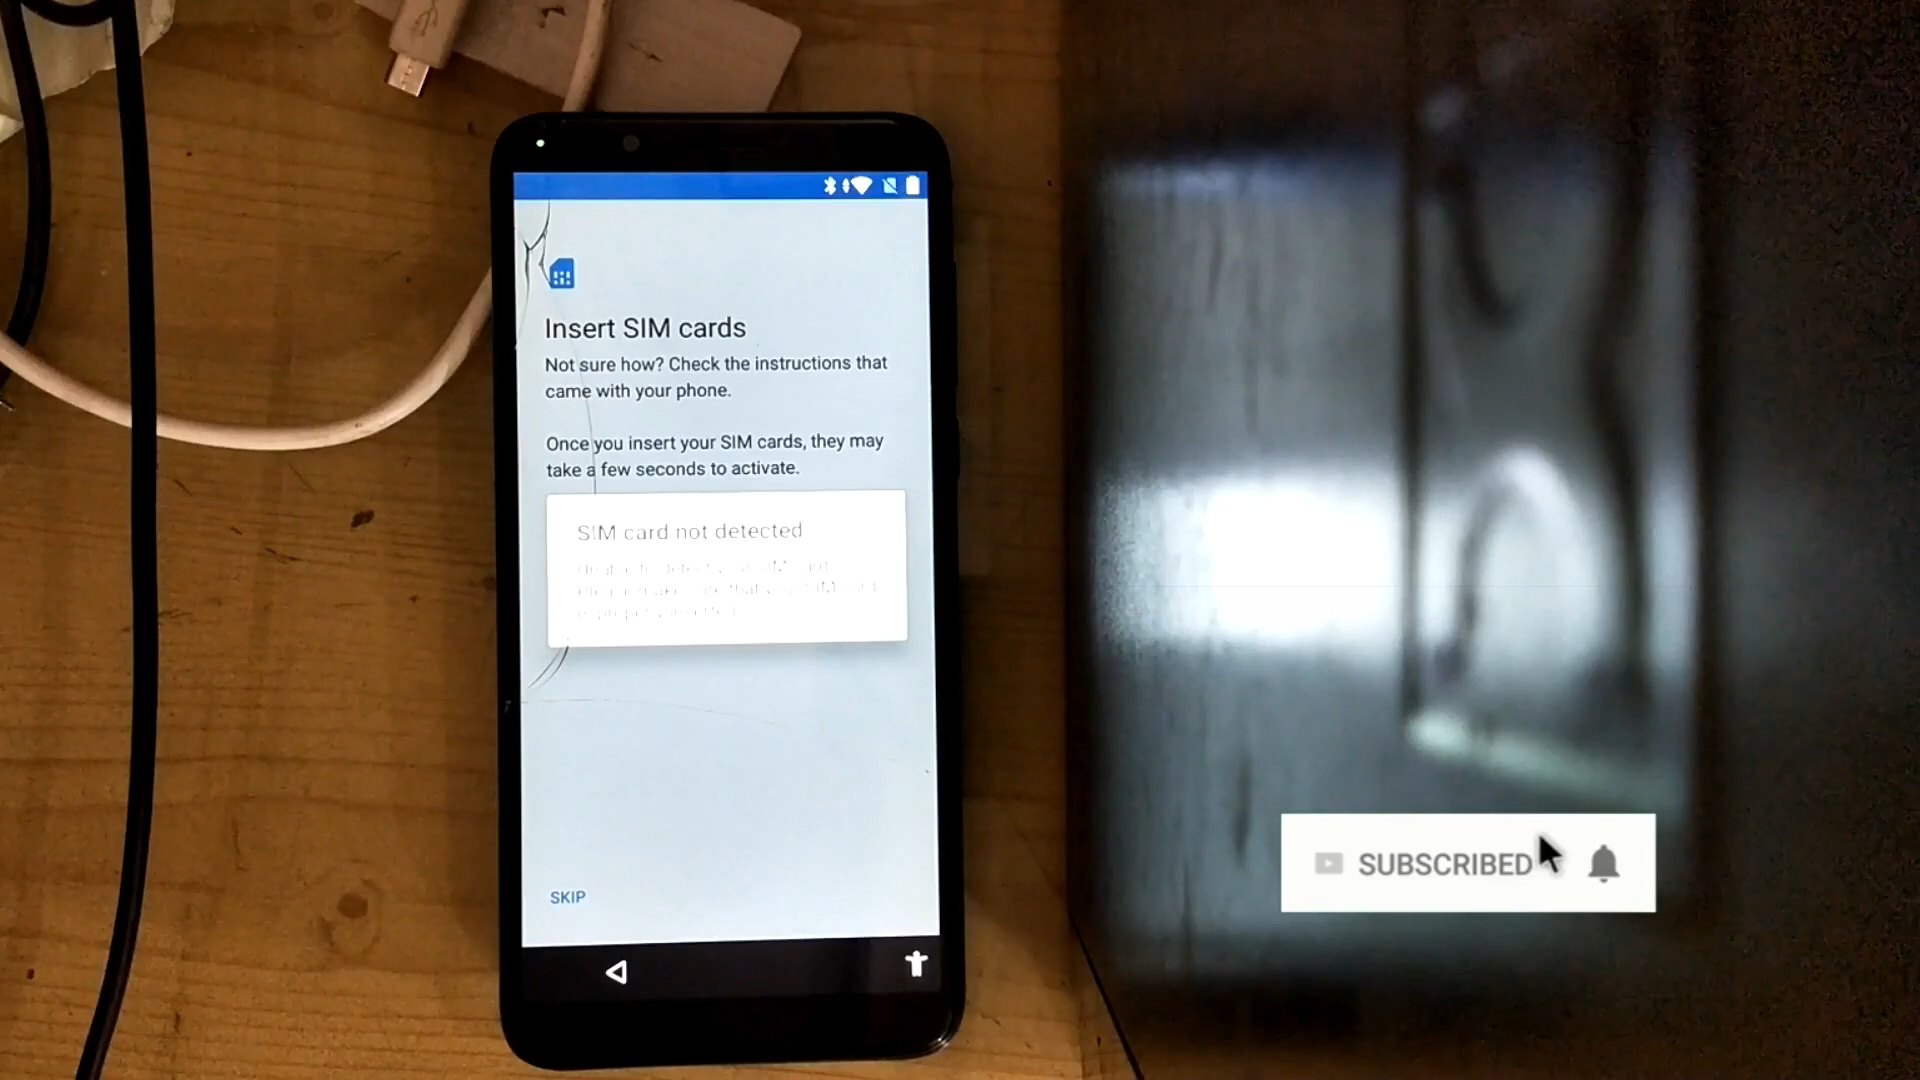 Insert SIM cards
Not sure how? Check the instructions that
came with your phone.
Once you insert your SIM cards, they may
take a few seconds to activate.
SIM card not detected
SKIP
SUBSCRIBED